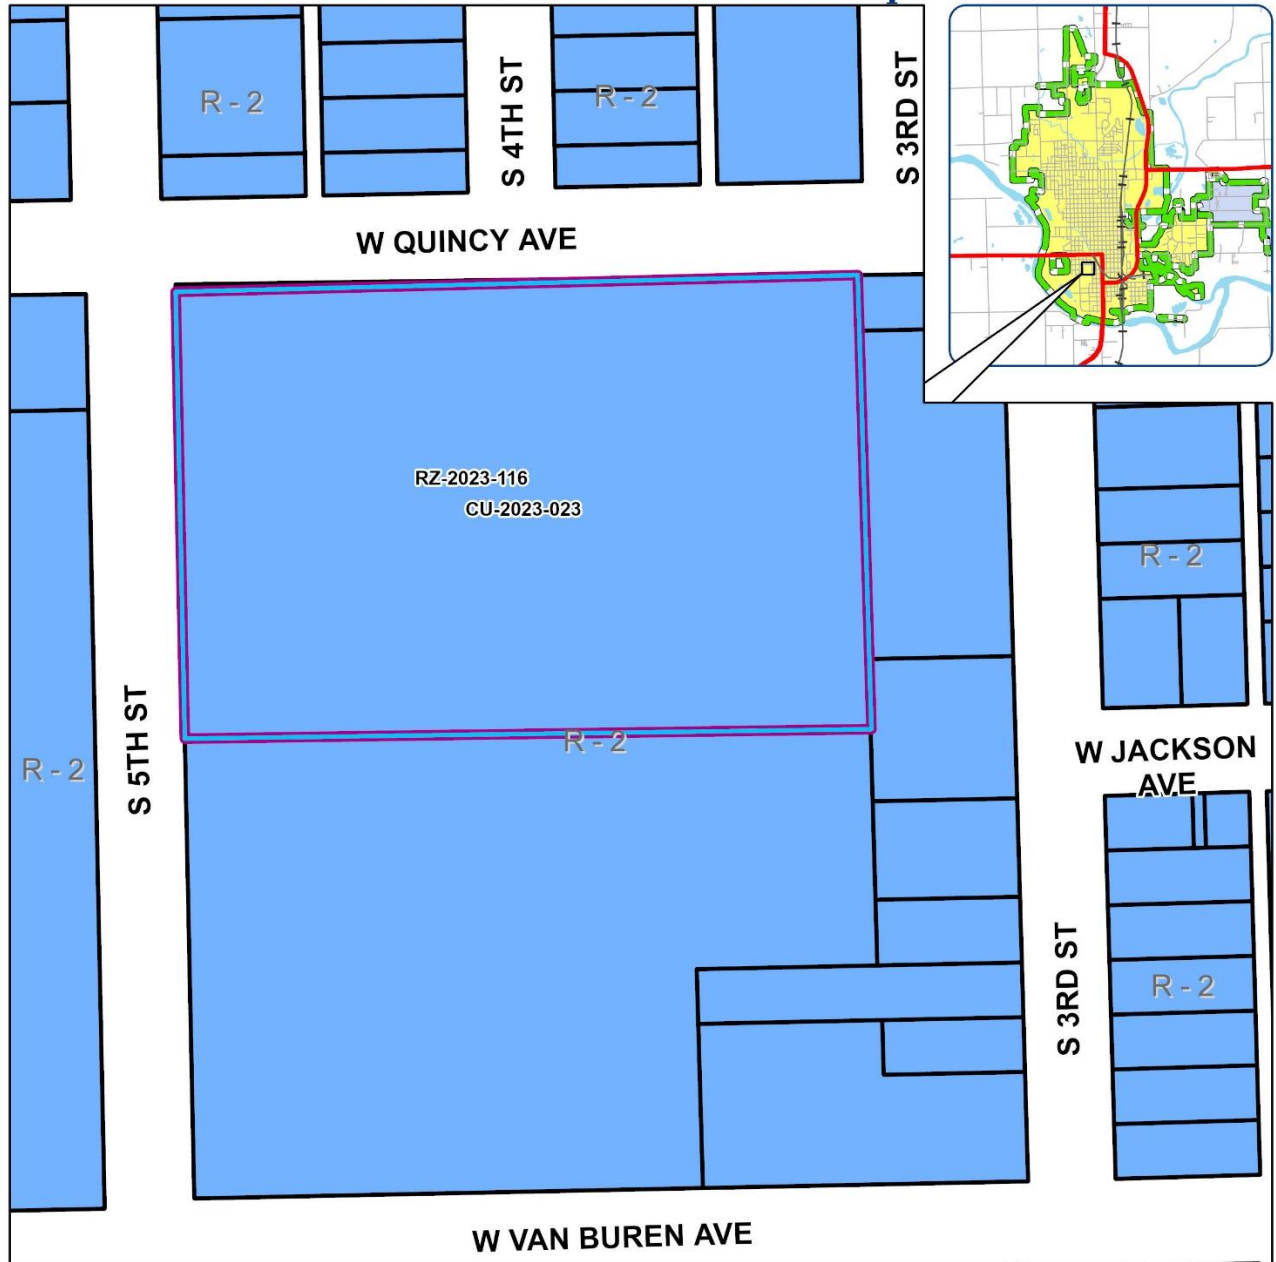 R - 2
R - 2
S 4TH ST
S 3RD ST
W QUINCY AVE
RZ-2023-116
CU-2023-023
R - 2
R - 2
R - 2
S 5TH ST
W JACKSON
AVE
R - 2
S 3RD ST
W VAN BUREN AVE